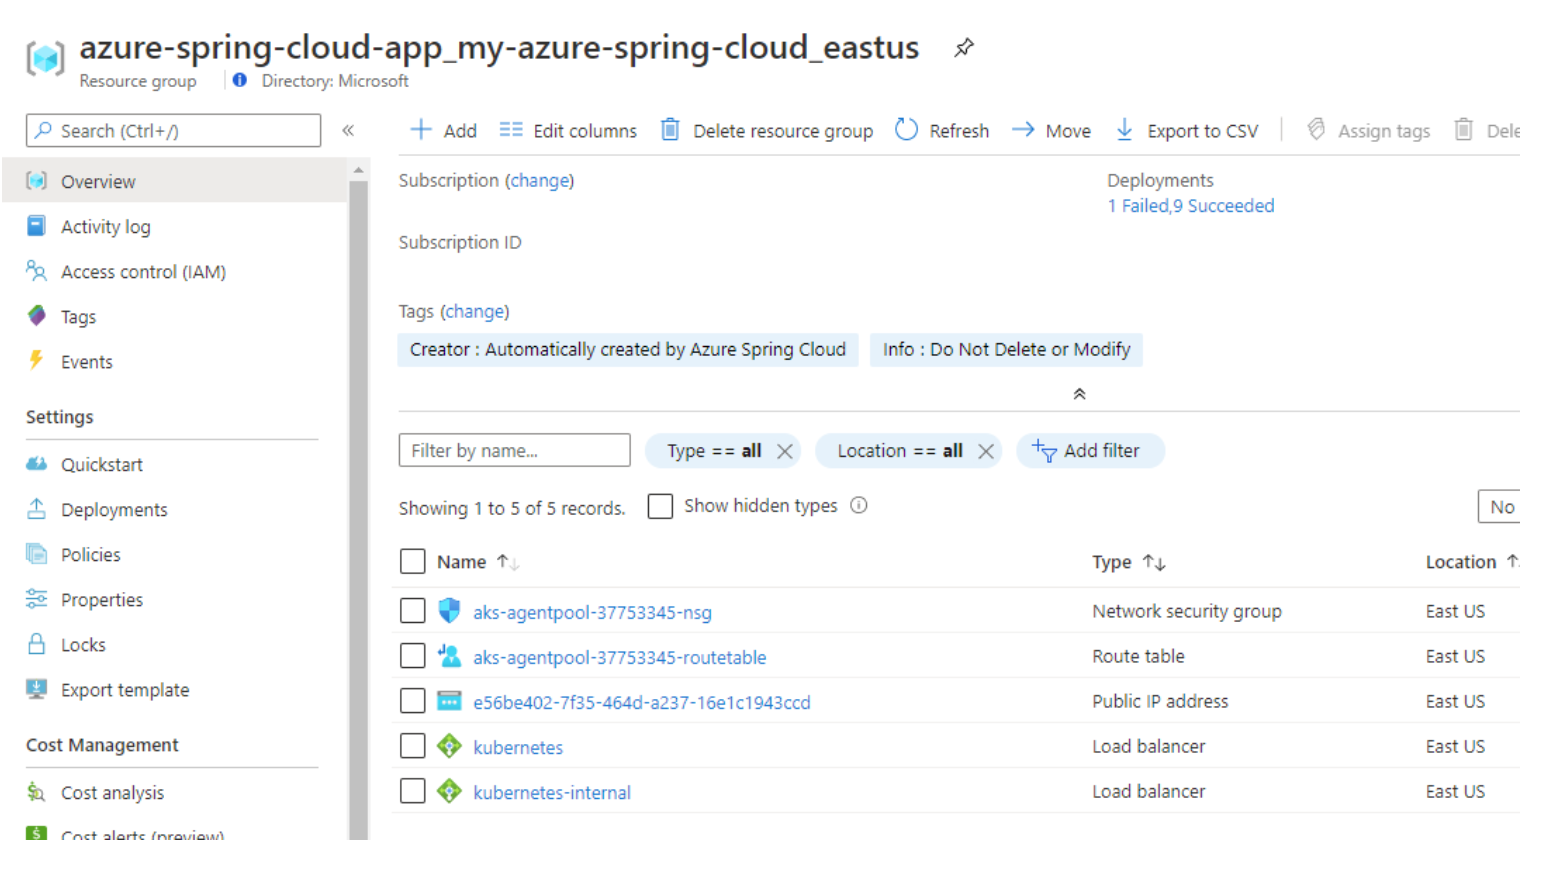 azure-spring-cloud-app_my-azure-spring-cloud_eastus
Resource group Directory: Microsoft
Search (Ctrl+/) «
Add Edit columns Delete resource group Refresh Move Export to CSV Assign tags Dele
Overview
Activity log
Access control (IAM)
Tags
Events
Settings
Quickstart
Deployments
Policies
Properties
Locks
Export template
Cost Management
Cost analysis
Cost alerts (preview)
Subscription (change)
Deployments
1 Failed,9 Succeeded
Subscription ID
Tags (change)
Creator : Automatically created by Azure Spring Cloud Info : Do Not Delete or Modify
Filter by name... Type == all Location == all Add filter
Showing 1 to 5 of 5 records. Show hidden types No
Name Type Location
aks-agentpool-37753345-nsg Network security group East US
aks-agentpool-37753345-routetable Route table East US
e56be402-7f35-464d-a237-16e1c1943ccd Public IP address East US
kubernetes Load balancer East US
kubernetes-internal Load balancer East US